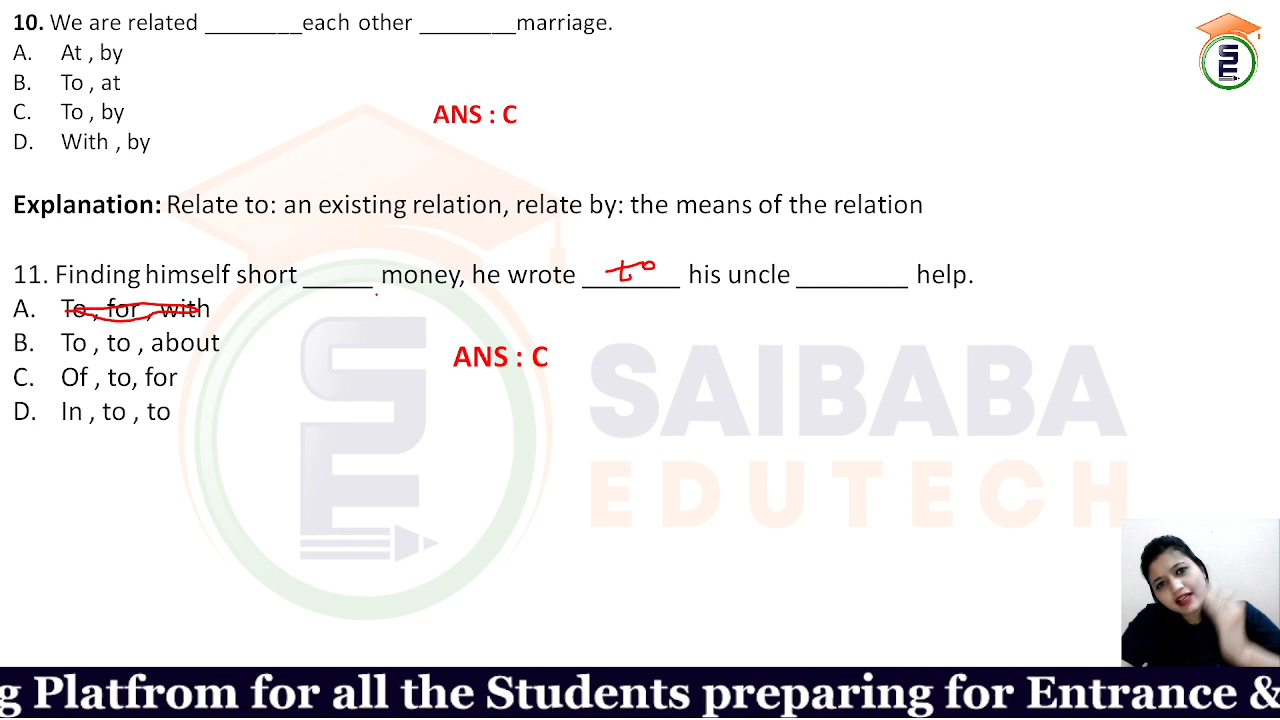 10. We are related ________each other ________marriage.
A. At , by
B. To , at
C. To , by
ANS : C
D. With , by
Explanation: Relate to: an existing relation, relate by: the means of the relation
11. Finding himself short _____ money, he wrote to his uncle ________ help.
A. To , for , with
B. To , to , about
ANS : C
C. Of , to, for
D. In , to , to
SAIBABA
EDUTECH
g Platfrom for all the Students preparing for Entrance &